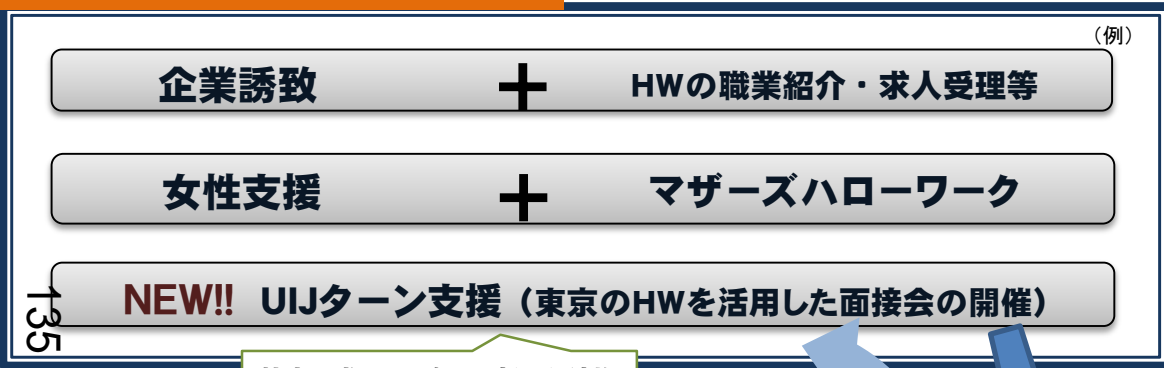 （例）
企業誘致 ＋ HWの職業紹介・求人受理等
女性支援 ＋ マザーズハローワーク
NEW!! UIJターン支援（東京のHWを活用した面接会の開催）
135